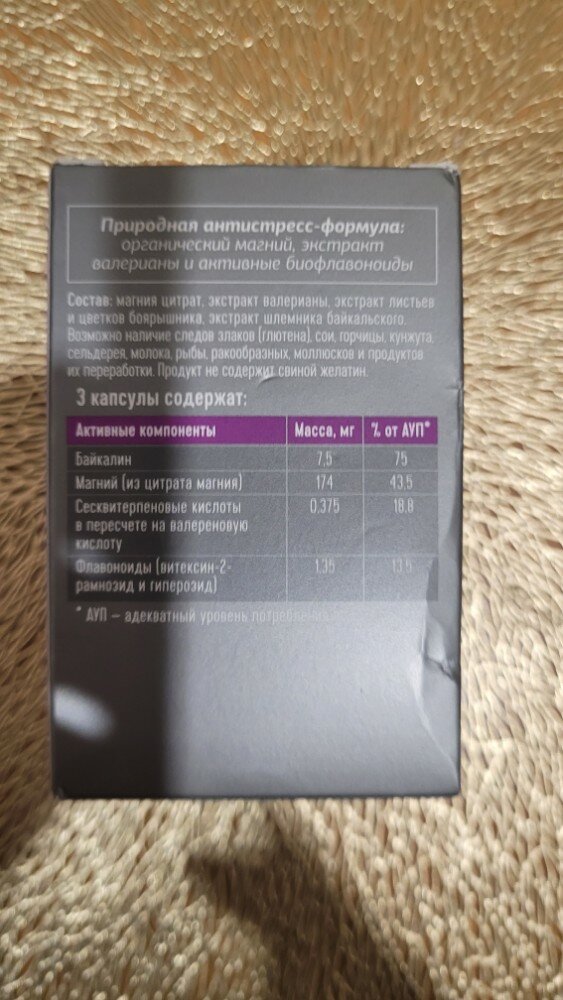 Природная антистресс-формула:
органический магний, экстракт
валерианы и активные биофлавоноиды
Состав: магния цитрат, экстракт валерианы, экстракт листьев
и цветков боярышника, экстракт шлемника байкальского.
Возможно наличие следов злаков (глютена), сои, горчицы, кунжута,
сельдерея, молока, рыбы, ракообразных, моллюсков и продуктов
их переработки. Продукт не содержит свиной желатин.
3 капсулы содержат:
Активные компоненты Масса, мг % от АУП*
Байкалин 7,5 75
Магний (из цитрата магния) 174 43,5
Сесквитерпеновые кислоты 0,375 18,8
в пересчете на валереновую
кислоту
Флавоноиды (витексин-2- 1,35 13,5
рамнозид и гиперозид)
* АУП – адекватный уровень потребления